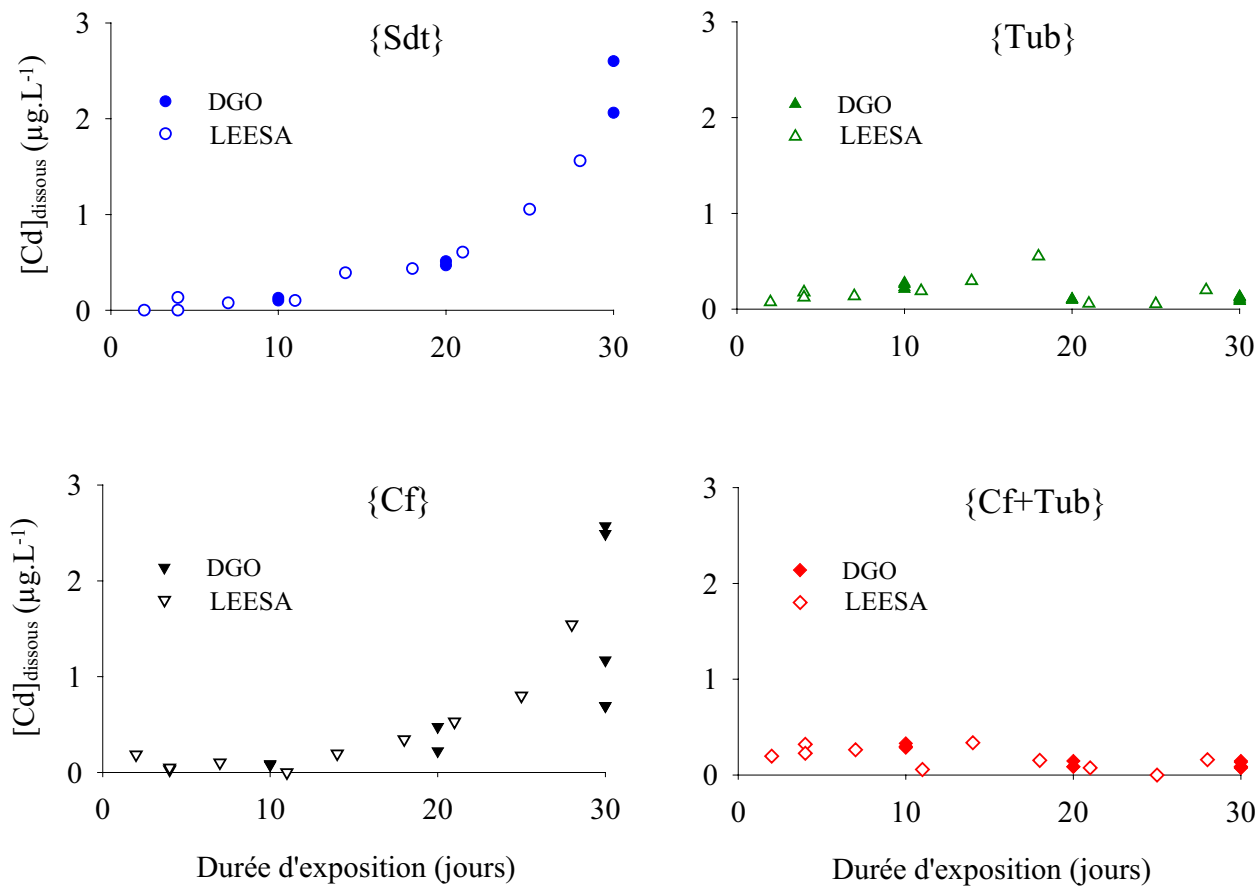 {Sdt}
DGO
LEESA
[Cd]dissous (µg.L-1)
3
2
1
0
0
10
20
30
{Tub}
DGO
LEESA
3
2
1
0
0
10
20
30
{Cf}
DGO
LEESA
[Cd]dissous (µg.L-1)
3
2
1
0
0
10
20
30
Durée d'exposition (jours)
{Cf+Tub}
DGO
LEESA
3
2
1
0
0
10
20
30
Durée d'exposition (jours)